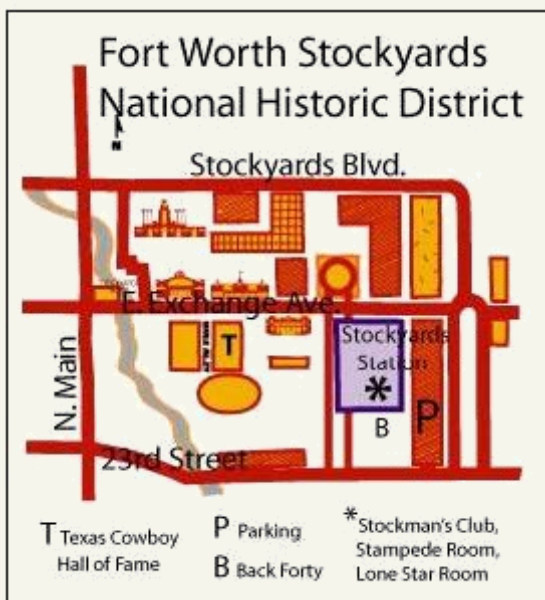 Fort Worth Stockyards
National Historic District
N
Stockyards Blvd.
E. Exchange Ave.
Stockyards
Station
*
T
P
B
N. Main
23rd Street
T Texas Cowboy
Hall of Fame
P Parking
B Back Forty
*Stockman's Club,
Stampede Room,
Lone Star Room